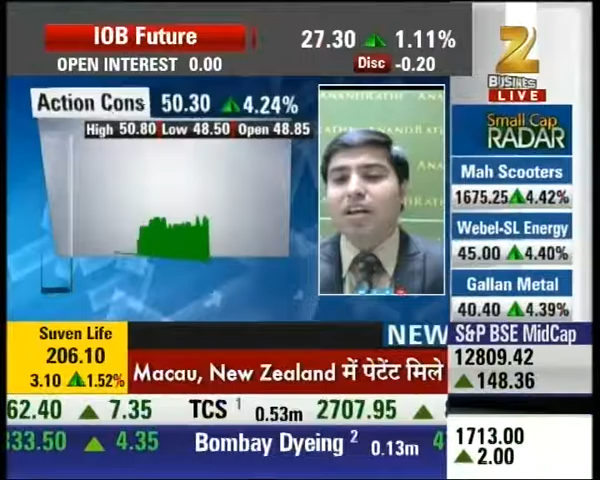 IOB Future
27.30 1.11%
OPEN INTEREST 0.00
Disc -0.20
Z
BUSINESS
LIVE
Action Cons 50.30 4.24%
High 50.80 Low 48.50 Open 48.85
ANANDRATHI
Small Cap
RADAR
Mah Scooters
1675.25 4.42%
Webel-SL Energy
45.00 4.40%
Gallan Metal
40.40 4.39%
Suven Life
206.10
3.10 1.52%
NEW
Macau, New Zealand में पेटेंट मिले
S&P BSE MidCap
12809.42
148.36
62.40 7.35 TCS 1 0.53m 2707.95
333.50 4.35 Bombay Dyeing 2 0.13m
1713.00
2.00